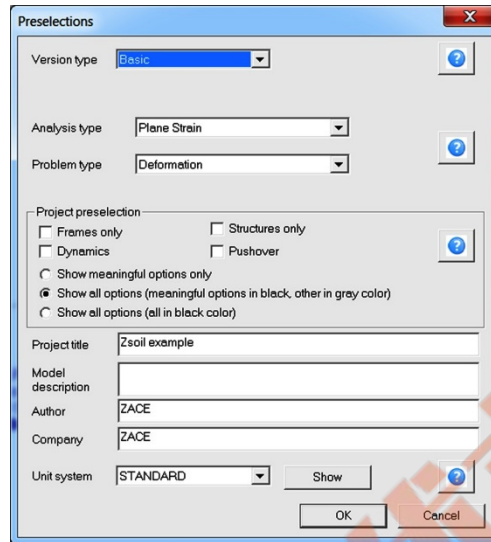 Preselections
X
Version type Basic ?
Analysis type Plane Strain ?
Problem type Deformation
Project preselection
Frames only Structures only
Dynamics Pushover ?
Show meaningful options only
Show all options (meaningful options in black, other in gray color)
Show all options (all in black color)
Project title Zsoil example
Model
description
Author ZACE
Company ZACE
Unit system STANDARD Show ?
OK Cancel